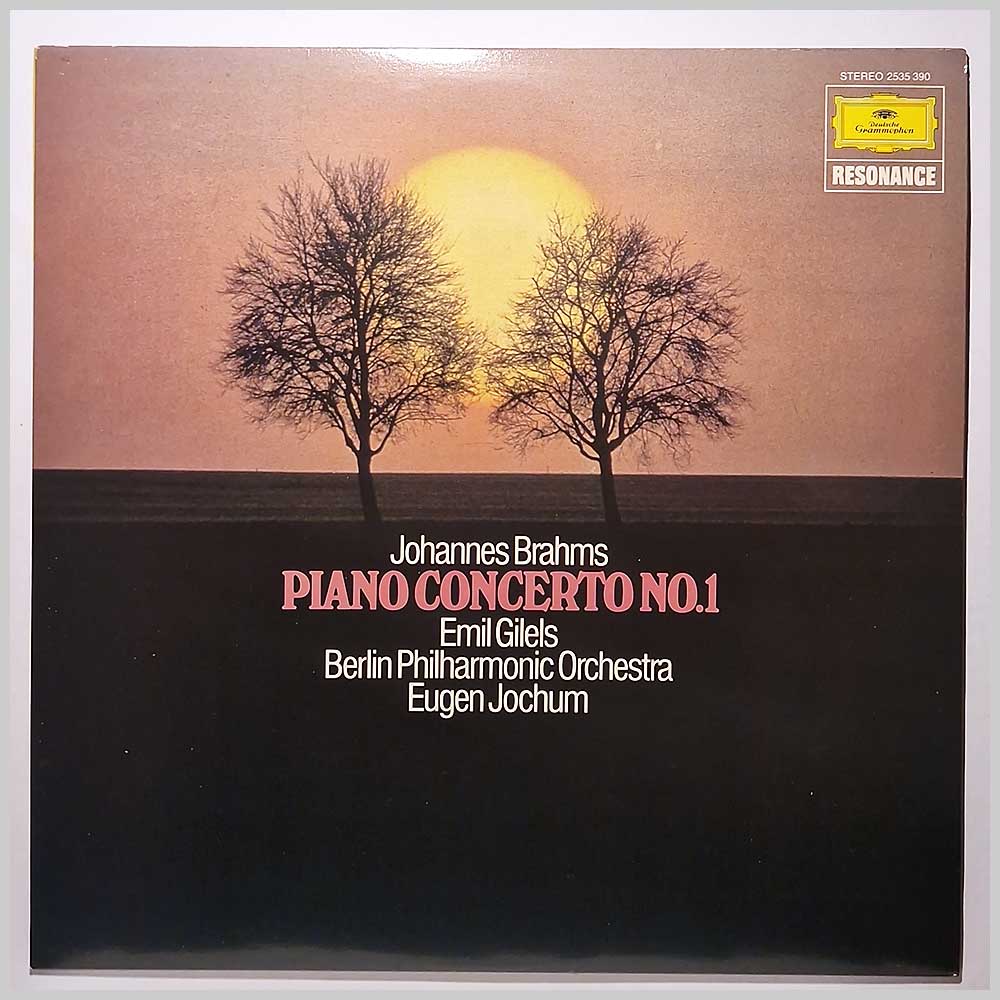 STEREO 2535 390
Deutsche
Grammophon
RESONANCE
Johannes Brahms
PIANO CONCERTO NO.1
Emil Gilels
Berlin Philharmonic Orchestra
Eugen Jochum